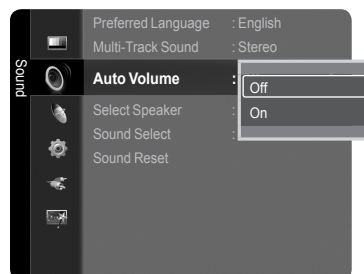 Sound
Preferred Language : English
Multi-Track Sound : Stereo
Auto Volume :
Off
On
Select Speaker :
Sound Select :
Sound Reset